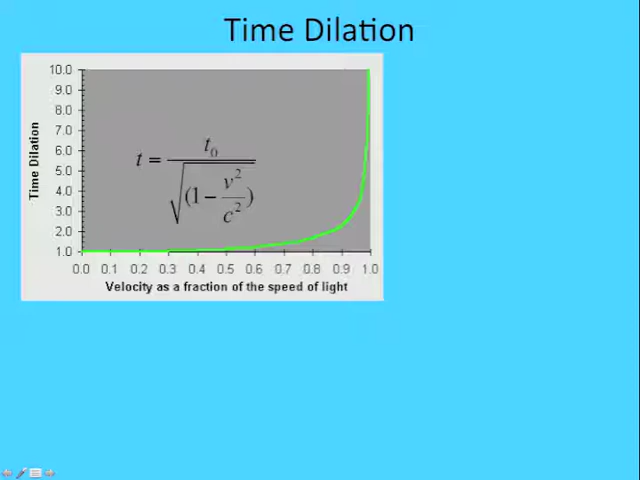 Time Dilation
10.0
9.0
8.0
7.0
6.0
5.0
4.0
3.0
2.0
1.0
Time Dilation
t = t₀ / √(1 − v²/c²)
0.0 0.1 0.2 0.3 0.4 0.5 0.6 0.7 0.8 0.9 1.0
Velocity as a fraction of the speed of light